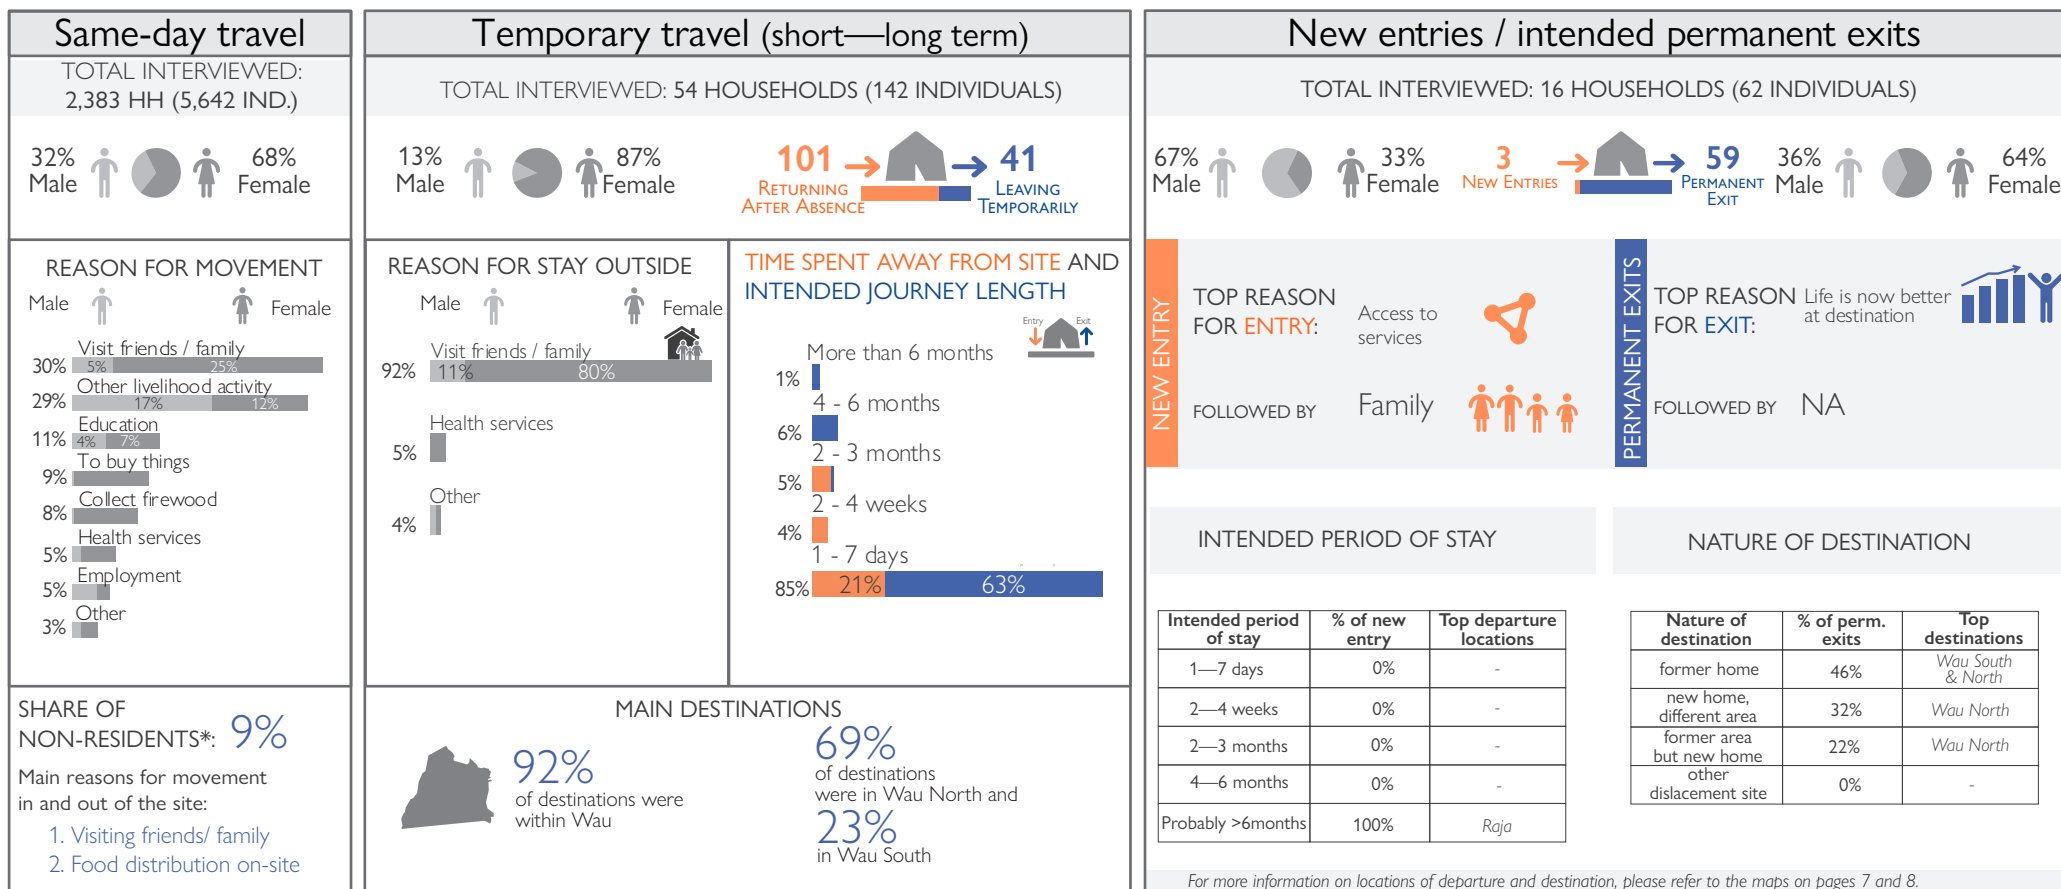 Same-day travel
TOTAL INTERVIEWED:
2,383 HH (5,642 IND.)
32%
Male
68%
Female
REASON FOR MOVEMENT
Male
Female
Visit friends / family
30%
5%
25%
Other livelihood activity
29%
17%
12%
Education
11%
4%
7%
To buy things
9%
Collect firewood
8%
Health services
5%
Employment
5%
Other
3%
SHARE OF
NON-RESIDENTS*: 9%
Main reasons for movement
in and out of the site:
1. Visiting friends/ family
2. Food distribution on-site
Temporary travel (short—long term)
TOTAL INTERVIEWED: 54 HOUSEHOLDS (142 INDIVIDUALS)
13%
Male
87%
Female
101
RETURNING
AFTER ABSENCE
41
LEAVING
TEMPORARILY
REASON FOR STAY OUTSIDE
Male
Female
Visit friends / family
92%
11%
80%
Health services
5%
Other
4%
TIME SPENT AWAY FROM SITE AND
INTENDED JOURNEY LENGTH
Entry
Exit
More than 6 months
1%
4 - 6 months
6%
2 - 3 months
5%
2 - 4 weeks
4%
1 - 7 days
85%
21%
63%
MAIN DESTINATIONS
92%
of destinations were
within Wau
69%
of destinations
were in Wau North and
23%
in Wau South
New entries / intended permanent exits
TOTAL INTERVIEWED: 16 HOUSEHOLDS (62 INDIVIDUALS)
67%
Male
33%
Female
3
NEW ENTRIES
59
PERMANENT
EXIT
36%
Male
64%
Female
NEW ENTRY
TOP REASON
FOR ENTRY:
Access to
services
FOLLOWED BY
Family
PERMANENT EXITS
TOP REASON
FOR EXIT:
Life is now better
at destination
FOLLOWED BY
NA
INTENDED PERIOD OF STAY
Intended period
of stay
% of new
entry
Top departure
locations
1—7 days
0%
-
2—4 weeks
0%
-
2—3 months
0%
-
4—6 months
0%
-
Probably >6months
100%
Raja
NATURE OF DESTINATION
Nature of
destination
% of perm.
exits
Top
destinations
former home
46%
Wau South
& North
new home,
different area
32%
Wau North
former area
but new home
22%
Wau North
other
dislacement site
0%
-
For more information on locations of departure and destination, please refer to the maps on pages 7 and 8.